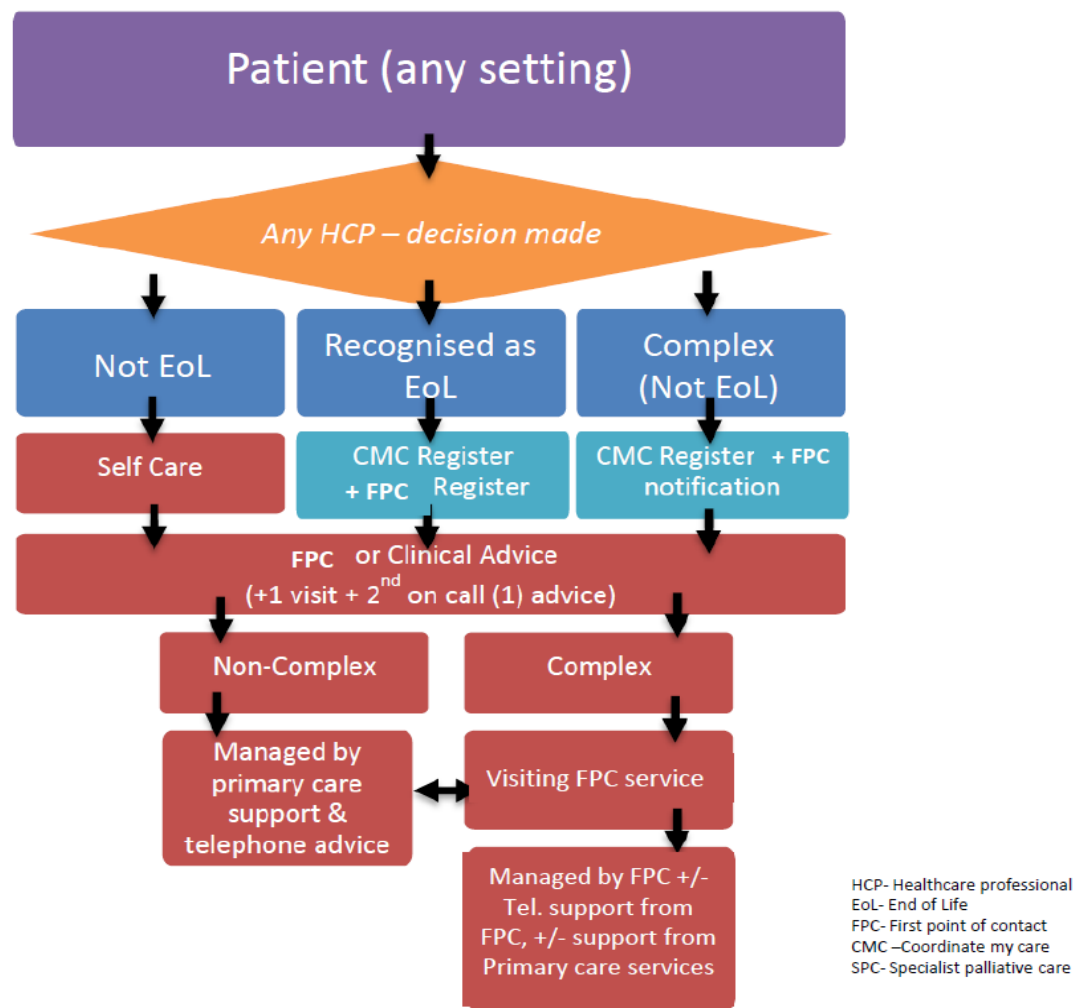 Patient (any setting)
Any HCP – decision made
Not EoL
Recognised as
EoL
Complex
(Not EoL)
Self Care
CMC Register
+ FPC Register
CMC Register + FPC
notification
FPC or Clinical Advice
(+1 visit + 2nd on call (1) advice)
Non-Complex
Complex
Managed by
primary care
support &
telephone advice
Visiting FPC service
Managed by FPC +/-
Tel. support from
FPC, +/- support from
Primary care services
HCP- Healthcare professional
EoL- End of Life
FPC- First point of contact
CMC –Coordinate my care
SPC- Specialist palliative care